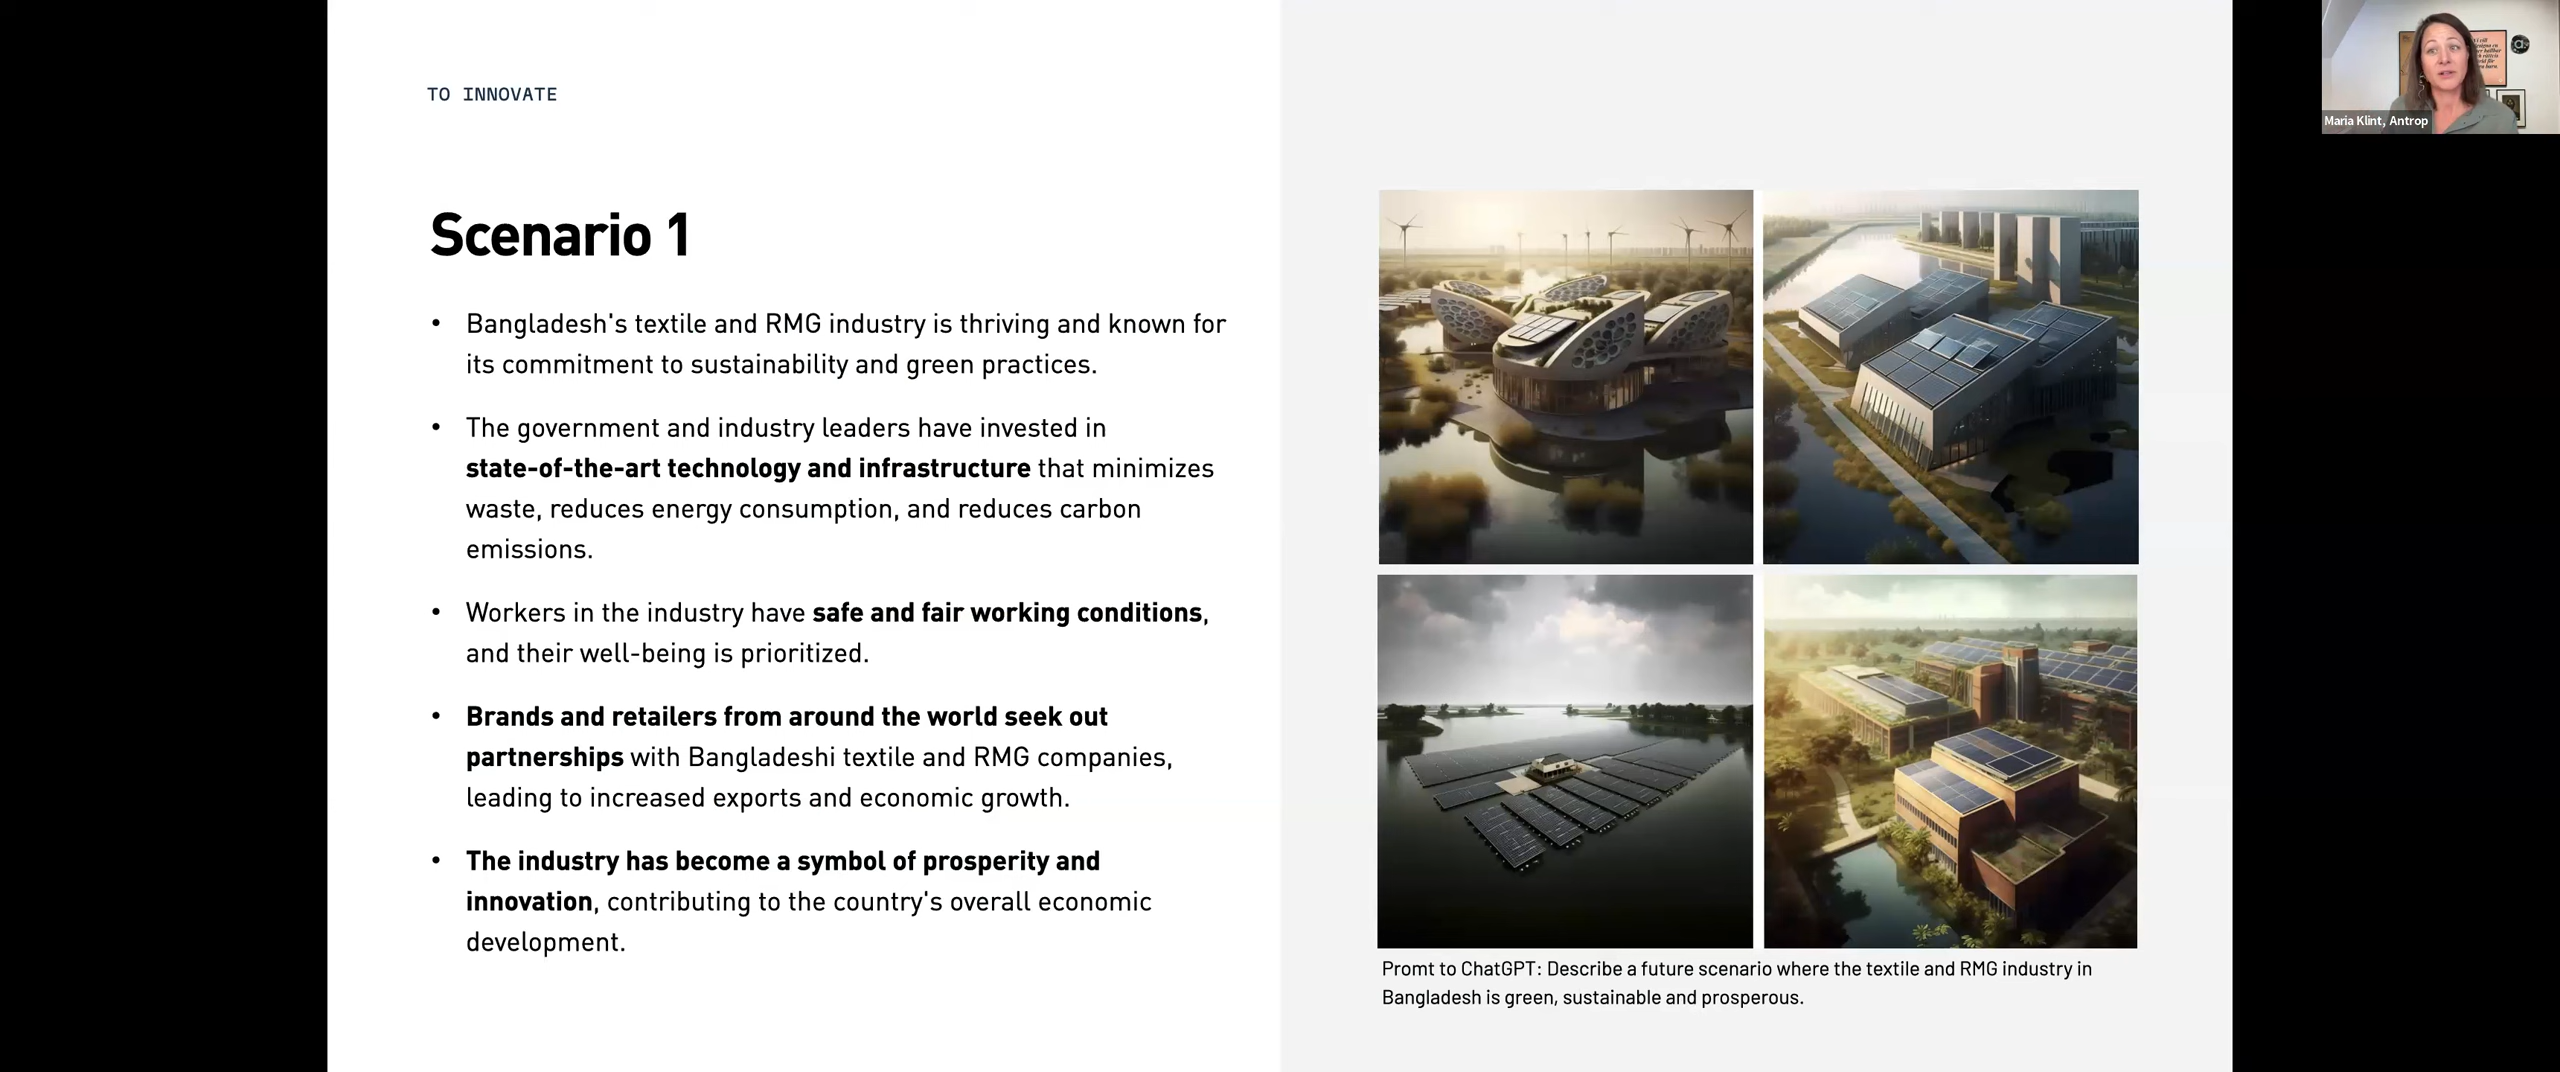 TO INNOVATE
Scenario 1
• Bangladesh's textile and RMG industry is thriving and known for
its commitment to sustainability and green practices.
• The government and industry leaders have invested in
state-of-the-art technology and infrastructure that minimizes
waste, reduces energy consumption, and reduces carbon
emissions.
• Workers in the industry have safe and fair working conditions,
and their well-being is prioritized.
• Brands and retailers from around the world seek out
partnerships with Bangladeshi textile and RMG companies,
leading to increased exports and economic growth.
• The industry has become a symbol of prosperity and
innovation, contributing to the country's overall economic
development.
Promt to ChatGPT: Describe a future scenario where the textile and RMG industry in
Bangladesh is green, sustainable and prosperous.
Maria Klint, Antrop